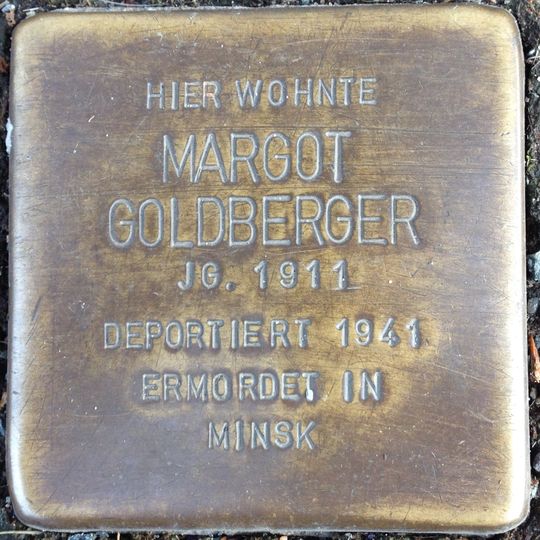 HIER WOHNTE
MARGOT
GOLDBERGER
JG. 1911
DEPORTIERT 1941
ERMORDET IN
MINSK